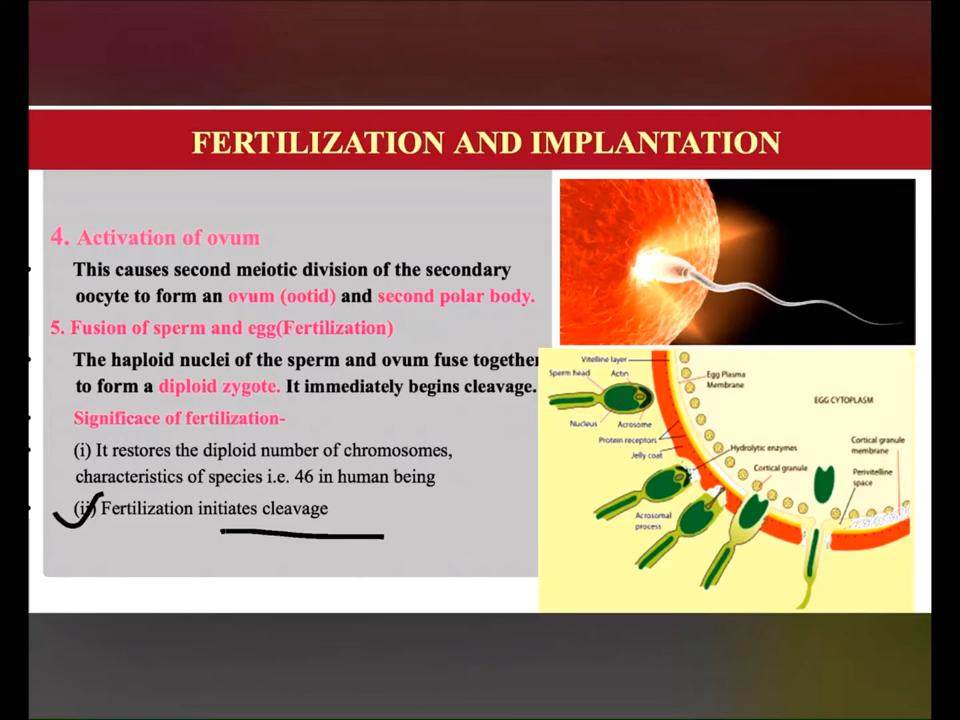 FERTILIZATION AND IMPLANTATION
4. Activation of ovum
This causes second meiotic division of the secondary
oocyte to form an ovum (ootid) and second polar body.
5. Fusion of sperm and egg(Fertilization)
The haploid nuclei of the sperm and ovum fuse together
to form a diploid zygote. It immediately begins cleavage.
Significace of fertilization-
(i) It restores the diploid number of chromosomes,
characteristics of species i.e. 46 in human being
(ii) Fertilization initiates cleavage
Vitelline layer
Sperm head
Actin
Egg Plasma
Membrane
EGG CYTOPLASM
Nucleus
Acrosome
Protein receptors
Jelly coat
Hydrolytic enzymes
Cortical granule
Cortical granule
membrane
Perivitelline
space
Acrosomal
process